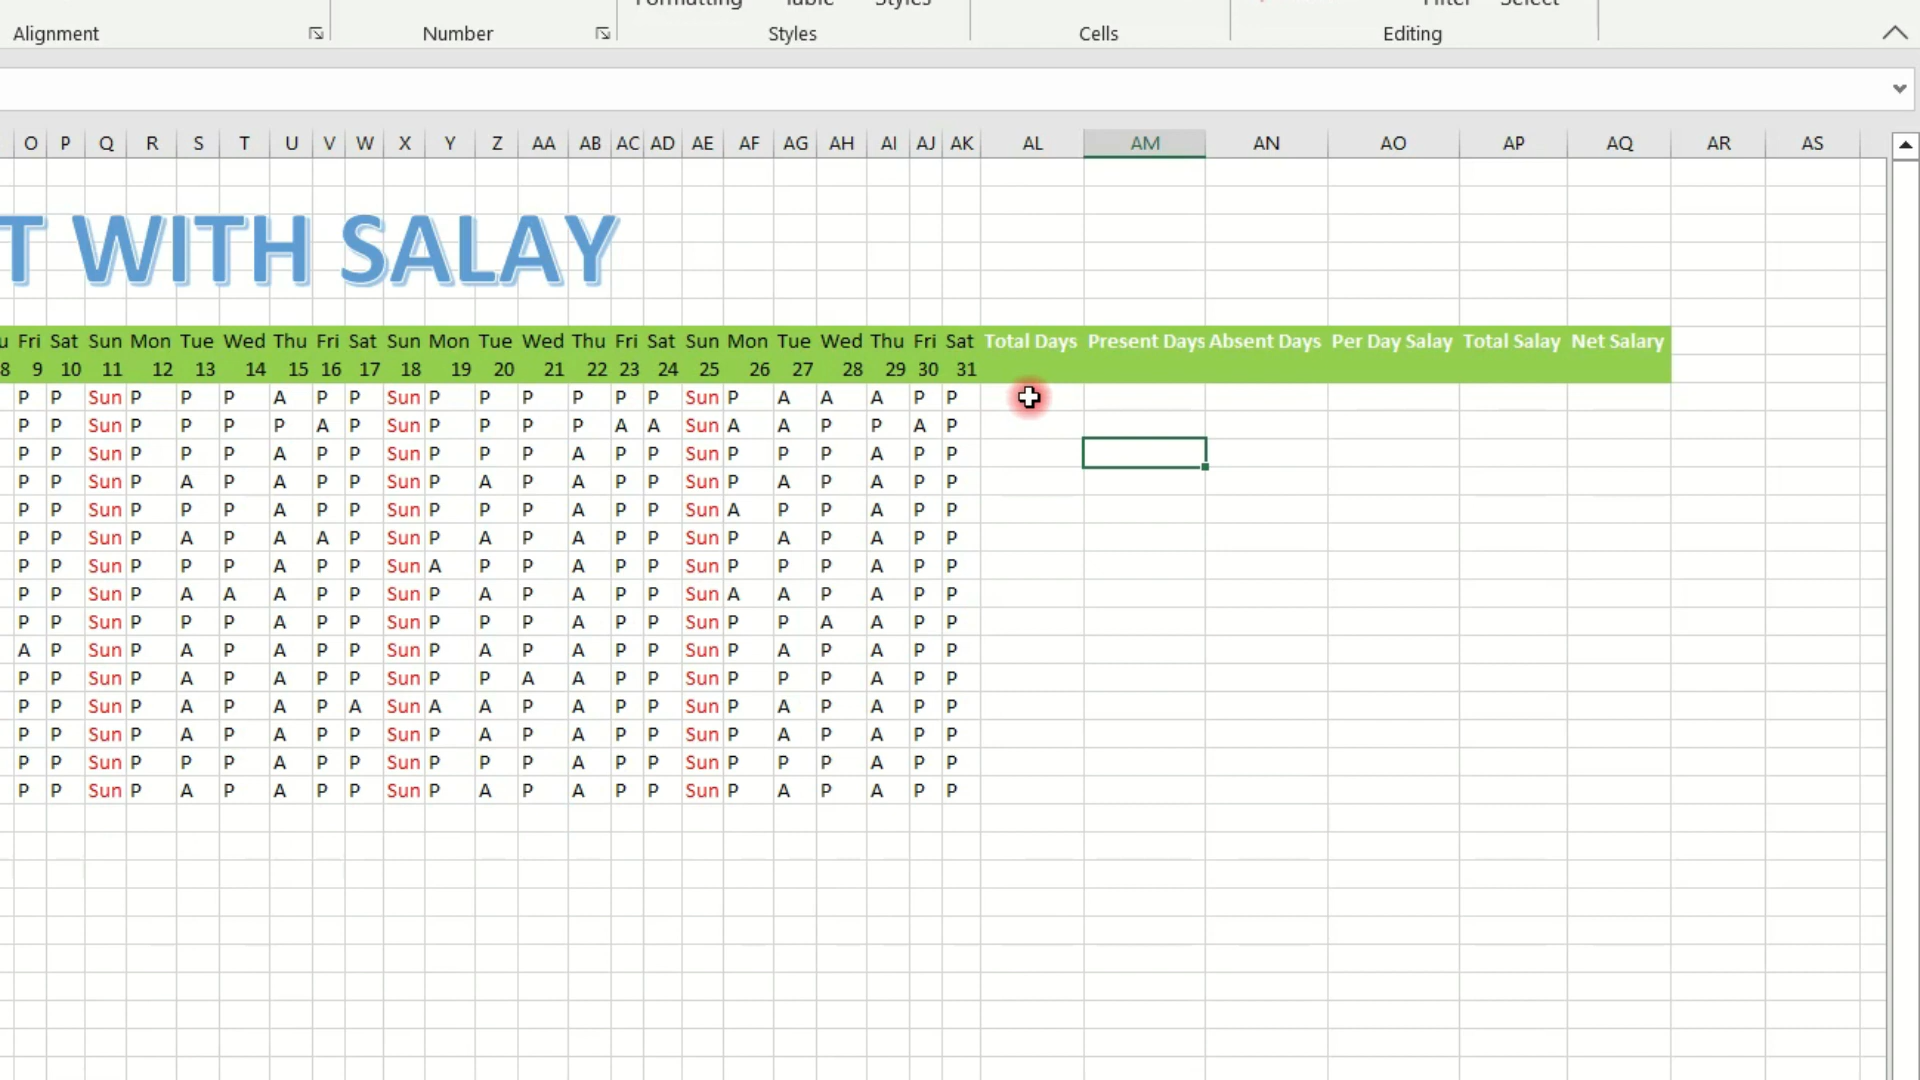 Formatting Table Styles Filter Select
Alignment Number Styles Cells Editing
O P Q R S T U V W X Y Z AA AB AC AD AE AF AG AH AI AJ AK AL AM AN AO AP AQ AR AS
T WITH SALAY
u Fri Sat Sun Mon Tue Wed Thu Fri Sat Sun Mon Tue Wed Thu Fri Sat Sun Mon Tue Wed Thu Fri Sat Total Days Present Days Absent Days Per Day Salay Total Salay Net Salary
8 9 10 11 12 13 14 15 16 17 18 19 20 21 22 23 24 25 26 27 28 29 30 31
P P Sun P P P A P P Sun P P P P P P Sun P A A A P P
P P Sun P P P P A P Sun P P P P A A Sun A A P P A P
P P Sun P P P A P P Sun P P P A P P Sun P P P A P P
P P Sun P A P A P P Sun P A P A P P Sun P A P A P P
P P Sun P P P A P P Sun P P P A P P Sun A P P A P P
P P Sun P A P A A P Sun P A P A P P Sun P A P A P P
P P Sun P P P A P P Sun A P P A P P Sun P P P A P P
P P Sun P A A A P P Sun P A P A P P Sun A A P A P P
P P Sun P P P A P P Sun P P P A P P Sun P P A A P P
A P Sun P A P A P P Sun P A P A P P Sun P A P A P P
P P Sun P A P A P P Sun P P A A P P Sun P P P A P P
P P Sun P A P A P A Sun A A P A P P Sun P A P A P P
P P Sun P A P A P P Sun P A P A P P Sun P A P A P P
P P Sun P P P A P P Sun P P P A P P Sun P P P A P P
P P Sun P A P A P P Sun P A P A P P Sun P A P A P P